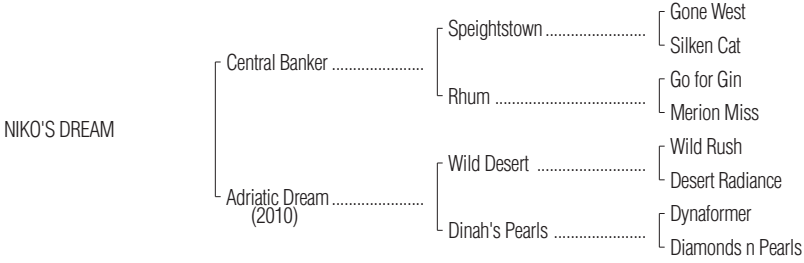 Gone West
Speightstown ........................
Silken Cat
Central Banker ......................
Go for Gin
Rhum ....................................
Merion Miss
NIKO'S DREAM
Wild Rush
Wild Desert ..........................
Desert Radiance
Adriatic Dream ......................
(2010)
Dynaformer
Dinah's Pearls ......................
Diamonds n Pearls